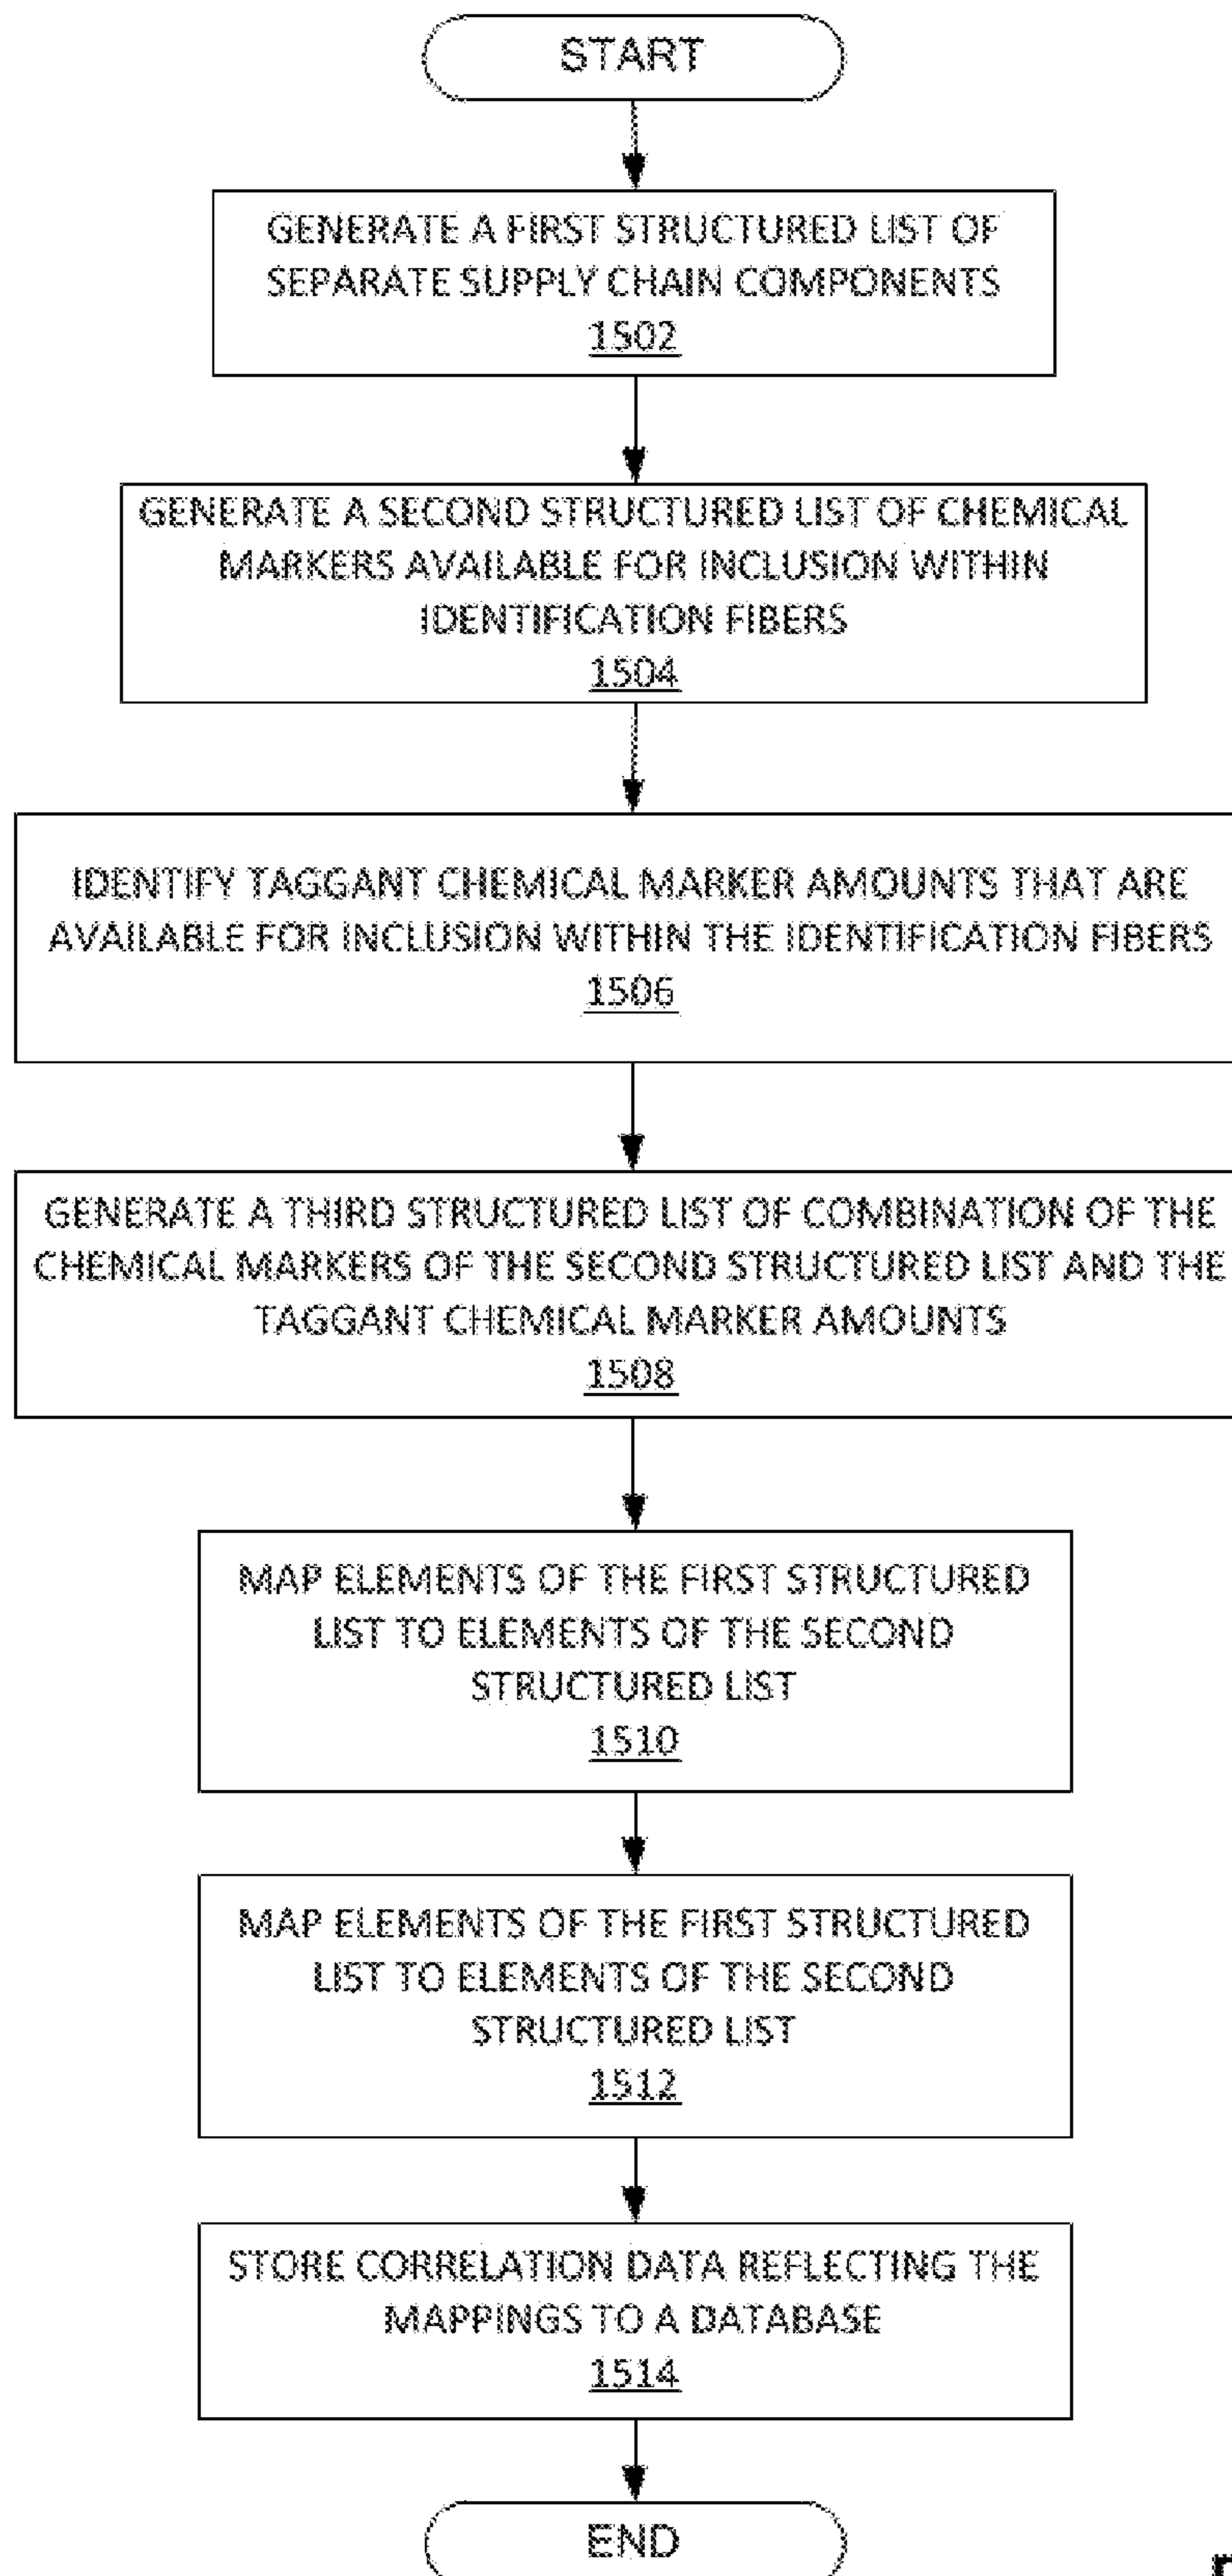 START
GENERATE A FIRST STRUCTURED LIST OF
SEPARATE SUPPLY CHAIN COMPONENTS
1502
GENERATE A SECOND STRUCTURED LIST OF CHEMICAL
MARKERS AVAILABLE FOR INCLUSION WITHIN
IDENTIFICATION FIBERS
1504
IDENTIFY TAGGANT CHEMICAL MARKER AMOUNTS THAT ARE
AVAILABLE FOR INCLUSION WITHIN THE IDENTIFICATION FIBERS
1506
GENERATE A THIRD STRUCTURED LIST OF COMBINATION OF THE
CHEMICAL MARKERS OF THE SECOND STRUCTURED LIST AND THE
TAGGANT CHEMICAL MARKER AMOUNTS
1508
MAP ELEMENTS OF THE FIRST STRUCTURED
LIST TO ELEMENTS OF THE SECOND
STRUCTURED LIST
1510
MAP ELEMENTS OF THE FIRST STRUCTURED
LIST TO ELEMENTS OF THE SECOND
STRUCTURED LIST
1512
STORE CORRELATION DATA REFLECTING THE
MAPPINGS TO A DATABASE
1514
END